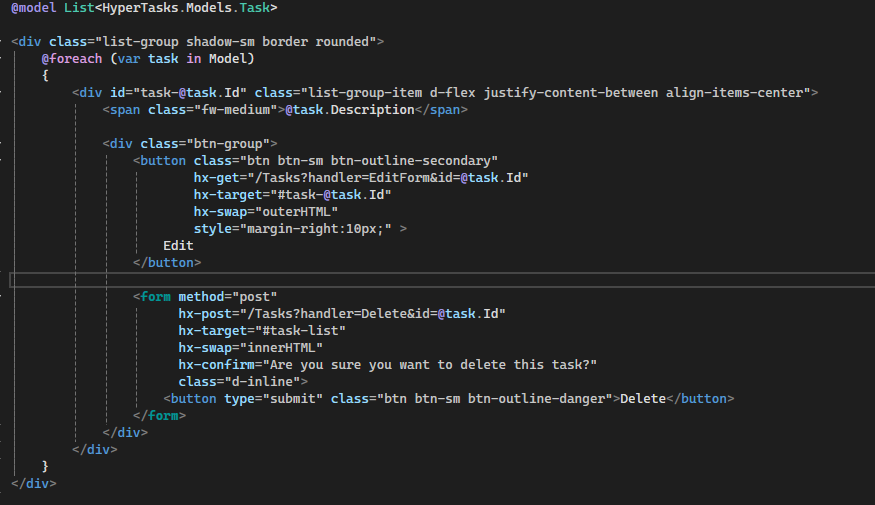 @model List<HyperTasks.Models.Task>
<div class="list-group shadow-sm border rounded">
@foreach (var task in Model)
{
<div id="task-@task.Id" class="list-group-item d-flex justify-content-between align-items-center">
<span class="fw-medium">@task.Description</span>
<div class="btn-group">
<button class="btn btn-sm btn-outline-secondary"
hx-get="/Tasks?handler=EditForm&id=@task.Id"
hx-target="#task-@task.Id"
hx-swap="outerHTML"
style="margin-right:10px;" >
Edit
</button>
<form method="post"
hx-post="/Tasks?handler=Delete&id=@task.Id"
hx-target="#task-list"
hx-swap="innerHTML"
hx-confirm="Are you sure you want to delete this task?"
class="d-inline">
<button type="submit" class="btn btn-sm btn-outline-danger">Delete</button>
</form>
</div>
</div>
}
</div>